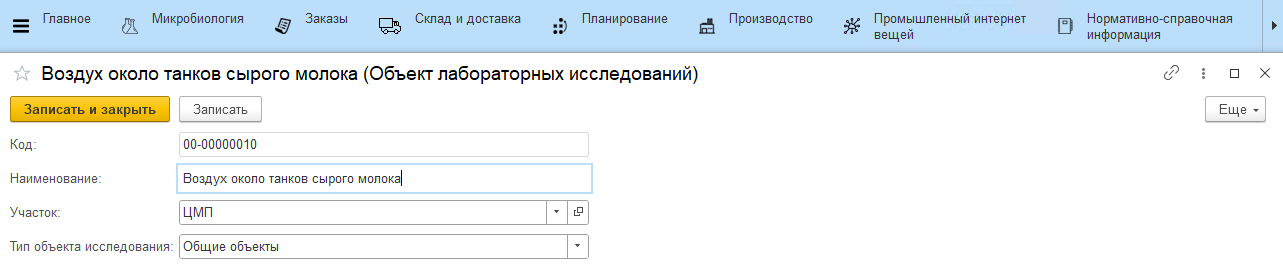 Главное
Микробиология
Заказы
Склад и доставка
Планирование
Производство
Промышленный интернет
вещей
Нормативно-справочная
информация
Воздух около танков сырого молока (Объект лабораторных исследований)
Записать и закрыть
Записать
Еще
Код:
00-00000010
Наименование:
Воздух около танков сырого молока
Участок:
ЦМП
Тип объекта исследования:
Общие объекты